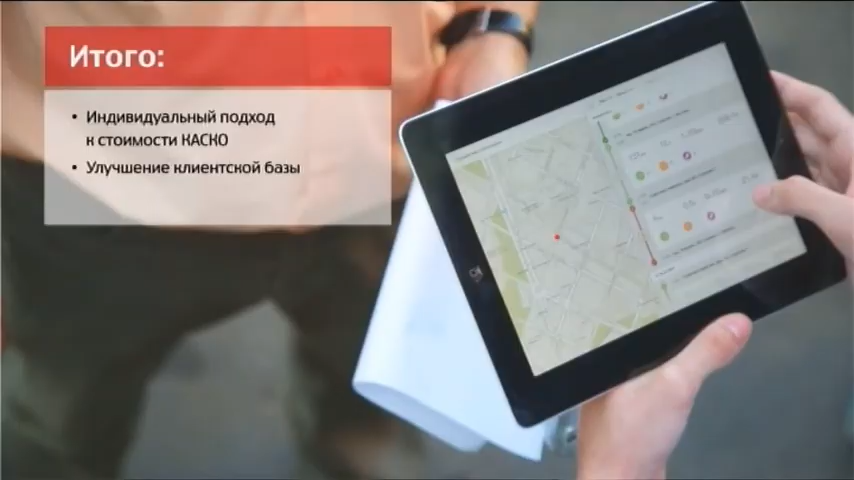 Итого:
• Индивидуальный подход
к стоимости КАСКО
• Улучшение клиентской базы